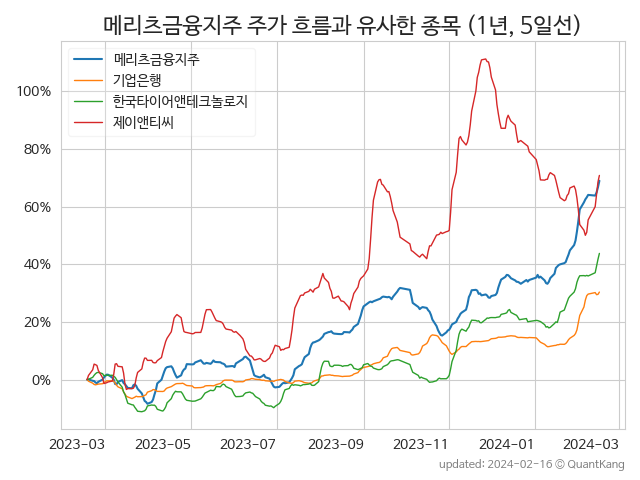 메리츠금융지주 주가 흐름과 유사한 종목 (1년, 5일선)
메리츠금융지주
기업은행
한국타이어앤테크놀로지
제이앤티씨
100%
80%
60%
40%
20%
0%
2023-03 2023-05 2023-07 2023-09 2023-11 2024-01 2024-03
updated: 2024-02-16 © QuantKang